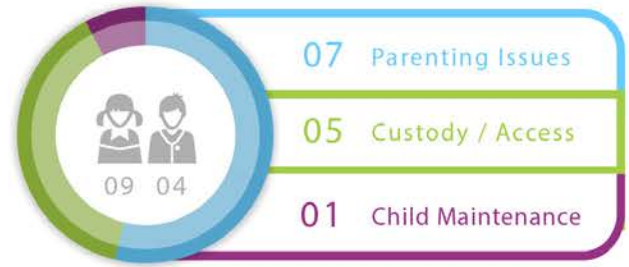 07 Parenting Issues
05 Custody / Access
09 04
01 Child Maintenance